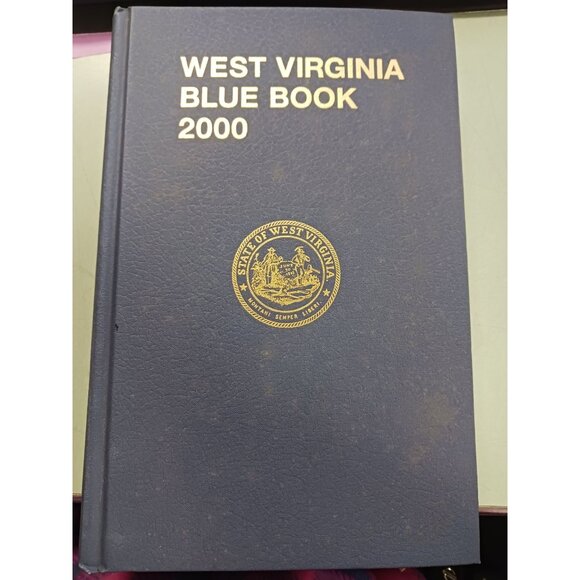 WEST VIRGINIA
BLUE BOOK
2000
STATE OF WEST VIRGINIA
MONTANI SEMPER LIBERI